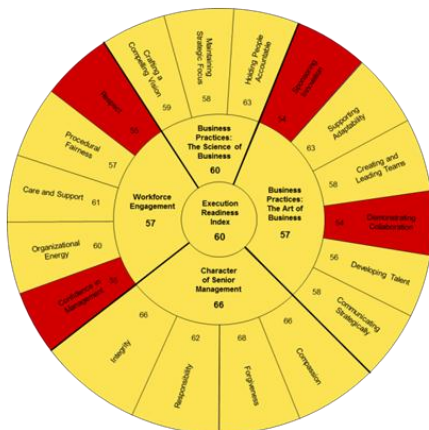 Crafting a
Compelling Vision
59
Maintaining
Strategic Focus
58
Holding People
Accountable
63
Innovation
54
Supporting
Adaptability
63
Creating and
Leading Teams
58
Demonstrating
Collaboration
Developing Talent
56
Communicating
Strategically
58
Compassion
66
Forgiveness
68
Responsibility
62
Integrity
66
Confidence in
Management
Organizational
Energy
60
Care and Support
61
Procedural
Fairness
57
Respect
Business
Practices:
The Science of
Business
60
Business
Practices:
The Art of
Business
57
Character
of Senior
Management
66
Workforce
Engagement
57
Execution
Readiness
Index
60